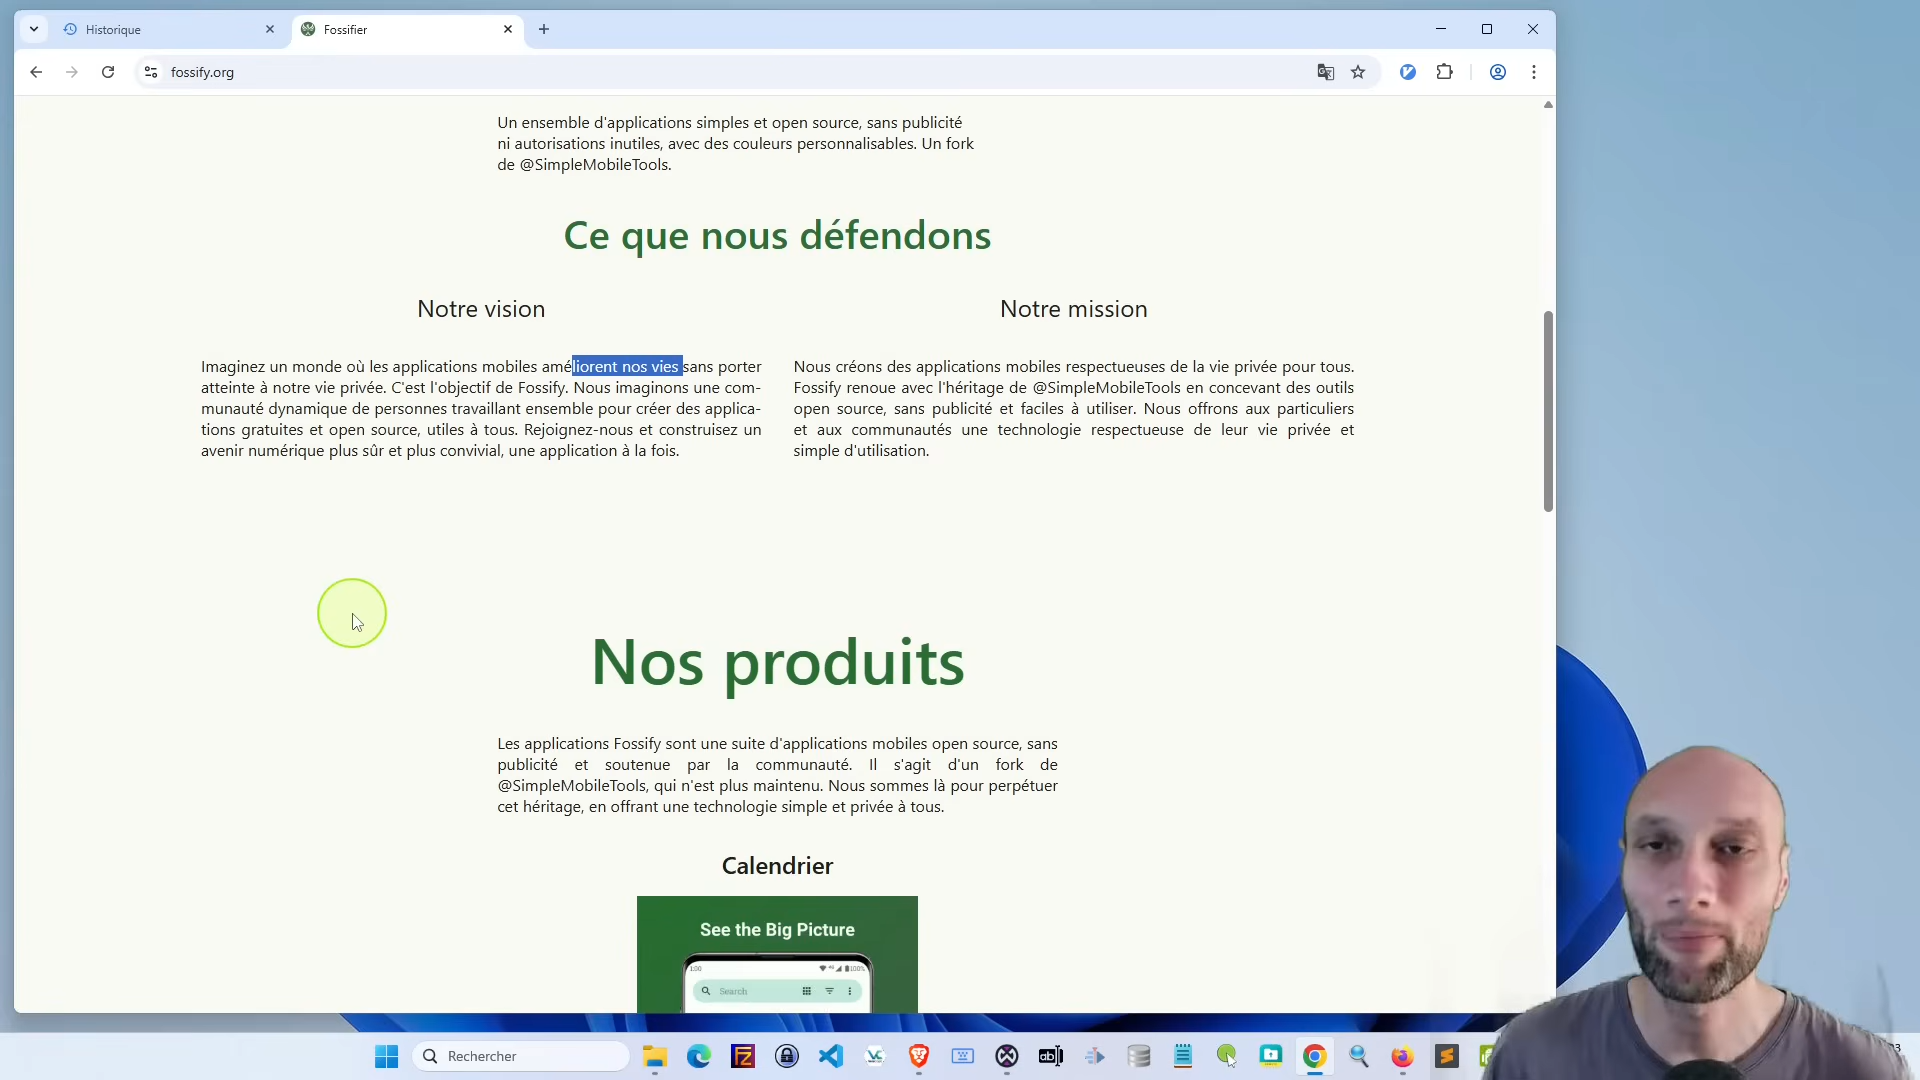 Historique
Fossifier
fossify.org
Un ensemble d'applications simples et open source, sans publicité
ni autorisations inutiles, avec des couleurs personnalisables. Un fork
de @SimpleMobileTools.
Ce que nous défendons
Notre vision
Imaginez un monde où les applications mobiles améliorent nos vies sans porter
atteinte à notre vie privée. C'est l'objectif de Fossify. Nous imaginons une com-
munauté dynamique de personnes travaillant ensemble pour créer des applica-
tions gratuites et open source, utiles à tous. Rejoignez-nous et construisez un
avenir numérique plus sûr et plus convivial, une application à la fois.
Notre mission
Nous créons des applications mobiles respectueuses de la vie privée pour tous.
Fossify renoue avec l'héritage de @SimpleMobileTools en concevant des outils
open source, sans publicité et faciles à utiliser. Nous offrons aux particuliers
et aux communautés une technologie respectueuse de leur vie privée et
simple d'utilisation.
Nos produits
Les applications Fossify sont une suite d'applications mobiles open source, sans
publicité et soutenue par la communauté. Il s'agit d'un fork de
@SimpleMobileTools, qui n'est plus maintenu. Nous sommes là pour perpétuer
cet héritage, en offrant une technologie simple et privée à tous.
Calendrier
See the Big Picture
1:00
100%
Search
Rechercher